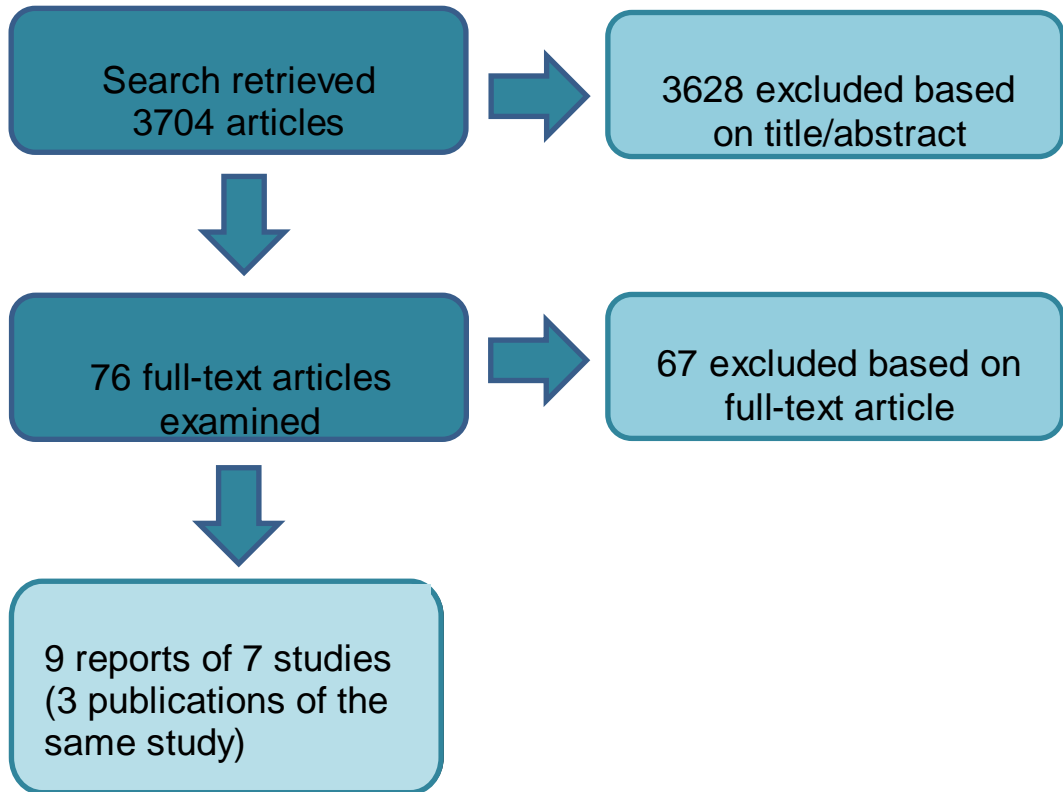 Search retrieved
3704 articles
3628 excluded based
on title/abstract
76 full-text articles
examined
67 excluded based on
full-text article
9 reports of 7 studies
(3 publications of the
same study)